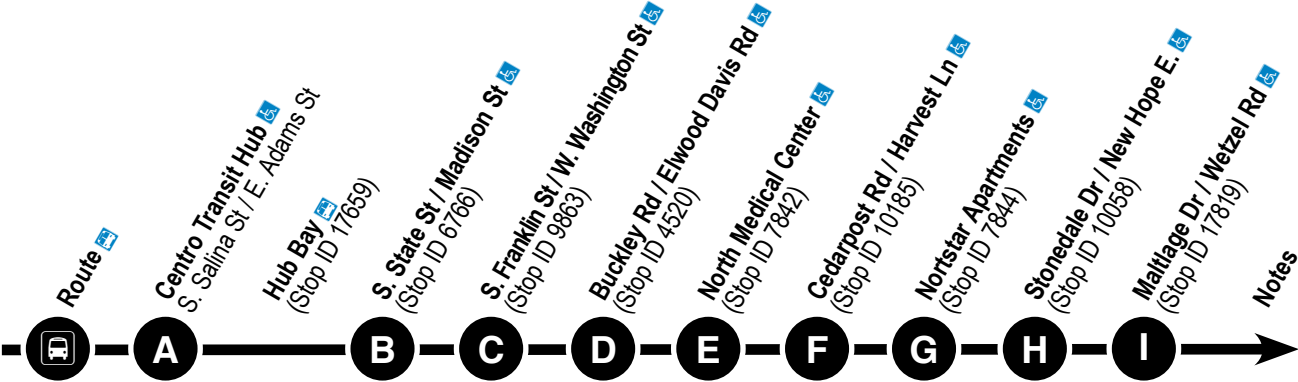 Route
Centro Transit Hub
S. Salina St / E. Adams St
Hub Bay
(Stop ID 17659)
S. State St / Madison St
(Stop ID 6766)
S. Franklin St / W. Washington St
(Stop ID 9863)
Buckley Rd / Elwood Davis Rd
(Stop ID 4520)
North Medical Center
(Stop ID 7842)
Cedarpost Rd / Harvest Ln
(Stop ID 10185)
Nortstar Apartments
(Stop ID 7844)
Stonedale Dr / New Hope E.
(Stop ID 10058)
Maltlage Dr / Wetzel Rd
(Stop ID 17819)
Notes
A
B
C
D
E
F
G
H
I